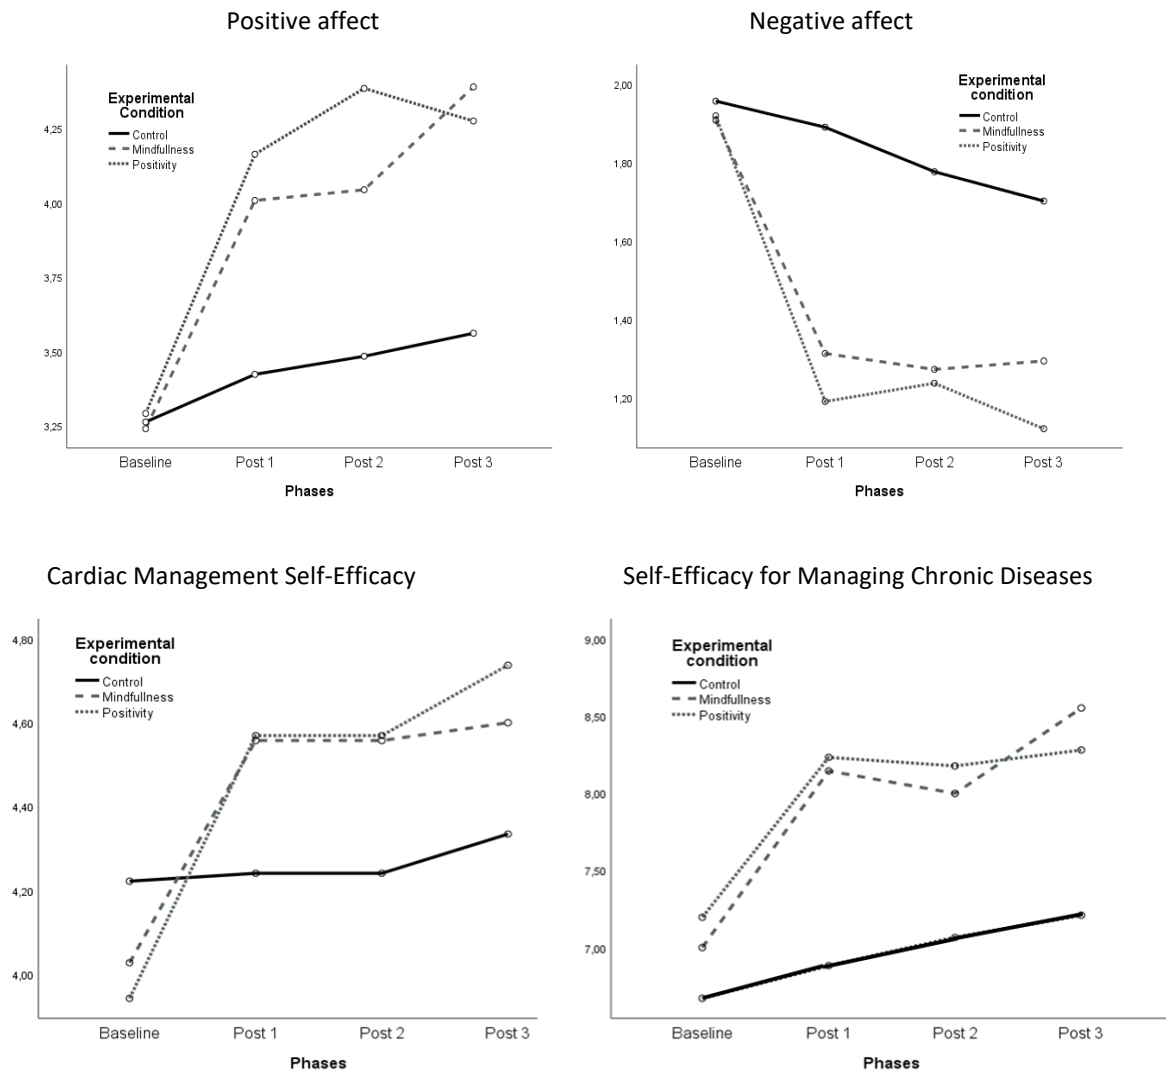 Positive affect
Negative affect
Experimental
Condition
Control
Mindfullness
Positivity
4,25
4,00
3,75
3,50
3,25
Baseline Post 1 Post 2 Post 3
Phases
Experimental
condition
Control
Mindfullness
Positivity
2,00
1,80
1,60
1,40
1,20
Baseline Post 1 Post 2 Post 3
Phases
Cardiac Management Self-Efficacy
Self-Efficacy for Managing Chronic Diseases
Experimental
condition
Control
Mindfullness
Positivity
4,80
4,60
4,40
4,20
4,00
Baseline Post 1 Post 2 Post 3
Phases
Experimental
condition
Control
Mindfullness
Positivity
9,00
8,50
8,00
7,50
7,00
Baseline Post 1 Post 2 Post 3
Phases